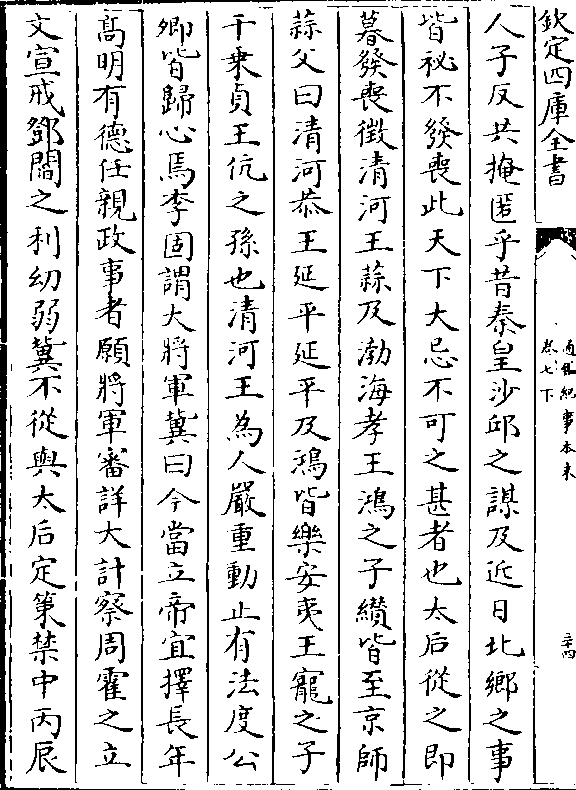 欽定四庫全書
通鑑紀事本末
卷七下
三十四
人子反共掩匿乎昔秦皇沙邱之謀及近日北鄉之事
皆祕不發喪此天下大忌不可之甚者也太后從之即
暮發喪徵清河王蒜及渤海孝王鴻之子纘皆至京師
蒜父曰清河恭王延平延平及鴻皆樂安夷王寵之子
千乗貞王伉之孫也清河王為人嚴重動止有法度公
卿皆歸心焉李固謂大將軍冀曰今當立帝宜擇長年
髙明有德任親政事者願將軍審詳大計察周霍之立
文宣戒鄧閻之利幼弱冀不從與太后定策禁中丙辰